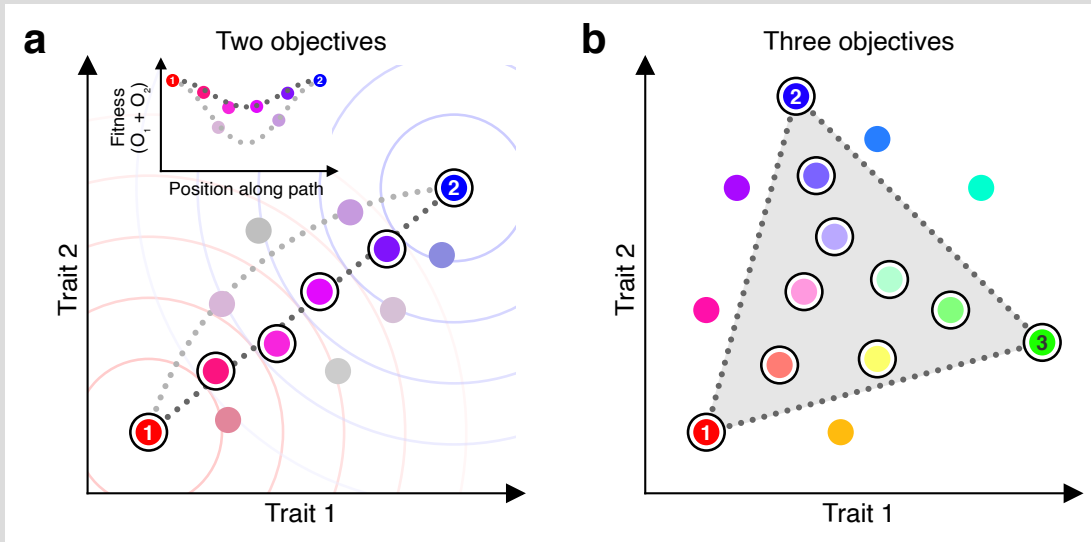 a
Two objectives
1
2
Fitness
(O1 + O2)
Position along path
2
1
Trait 2
Trait 1
b
Three objectives
2
3
1
Trait 2
Trait 1